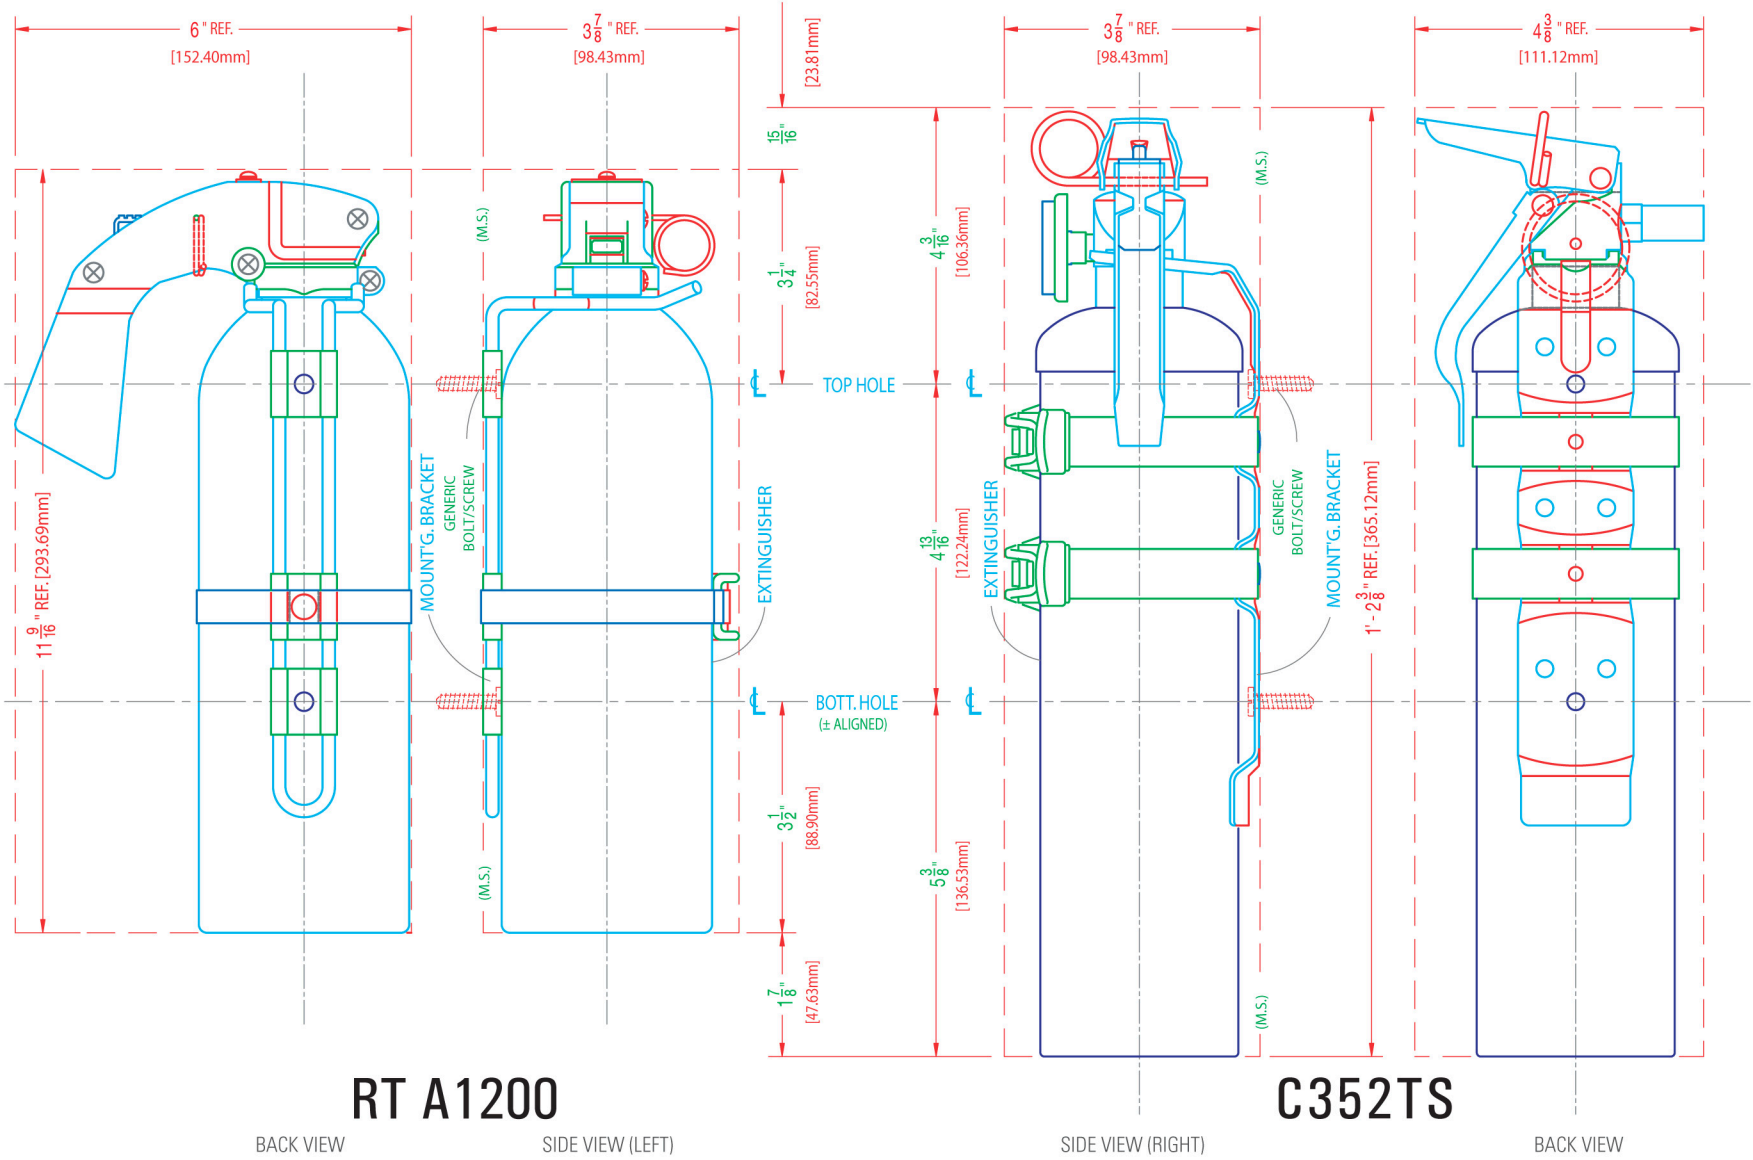 6" REF.
[152.40mm]
3 7/8" REF.
[98.43mm]
[23.81mm]
15/16"
3 7/8" REF.
[98.43mm]
4 3/8" REF.
[111.12mm]
(M.S.)
3 1/4"
[82.55mm]
4 3/16"
[106.36mm]
(M.S.)
℄ TOP HOLE ℄
11 9/16" REF. [293.69mm]
MOUNT'G. BRACKET
GENERIC
BOLT/SCREW
EXTINGUISHER
4 13/16"
[122.24mm]
EXTINGUISHER
GENERIC
BOLT/SCREW
MOUNT'G. BRACKET
1' - 2 3/8" REF. [365.12mm]
℄ BOTT. HOLE ℄
(± ALIGNED)
(M.S.)
3 1/2"
[88.90mm]
5 3/8"
[136.53mm]
1 7/8"
[47.63mm]
(M.S.)
RT A1200
C352TS
BACK VIEW
SIDE VIEW (LEFT)
SIDE VIEW (RIGHT)
BACK VIEW